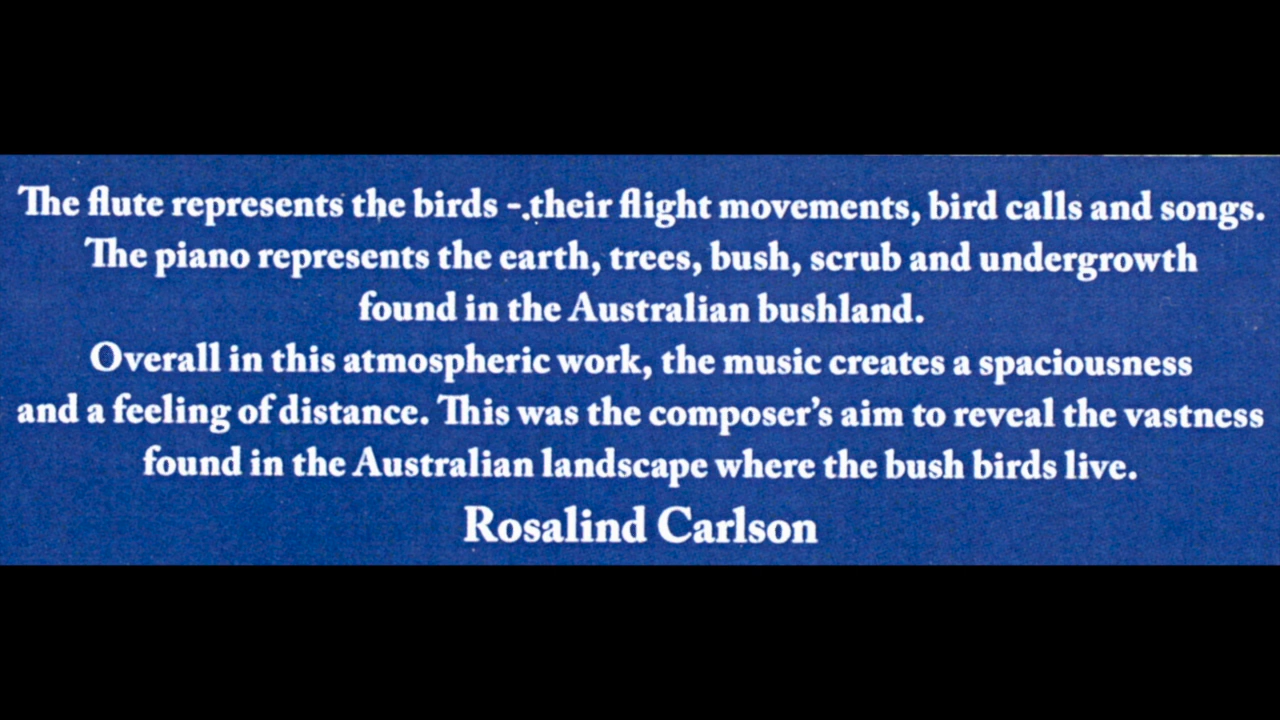 The flute represents the birds -.their flight movements, bird calls and songs.
The piano represents the earth, trees, bush, scrub and undergrowth
found in the Australian bushland.
Overall in this atmospheric work, the music creates a spaciousness
and a feeling of distance. This was the composer's aim to reveal the vastness
found in the Australian landscape where the bush birds live.
Rosalind Carlson